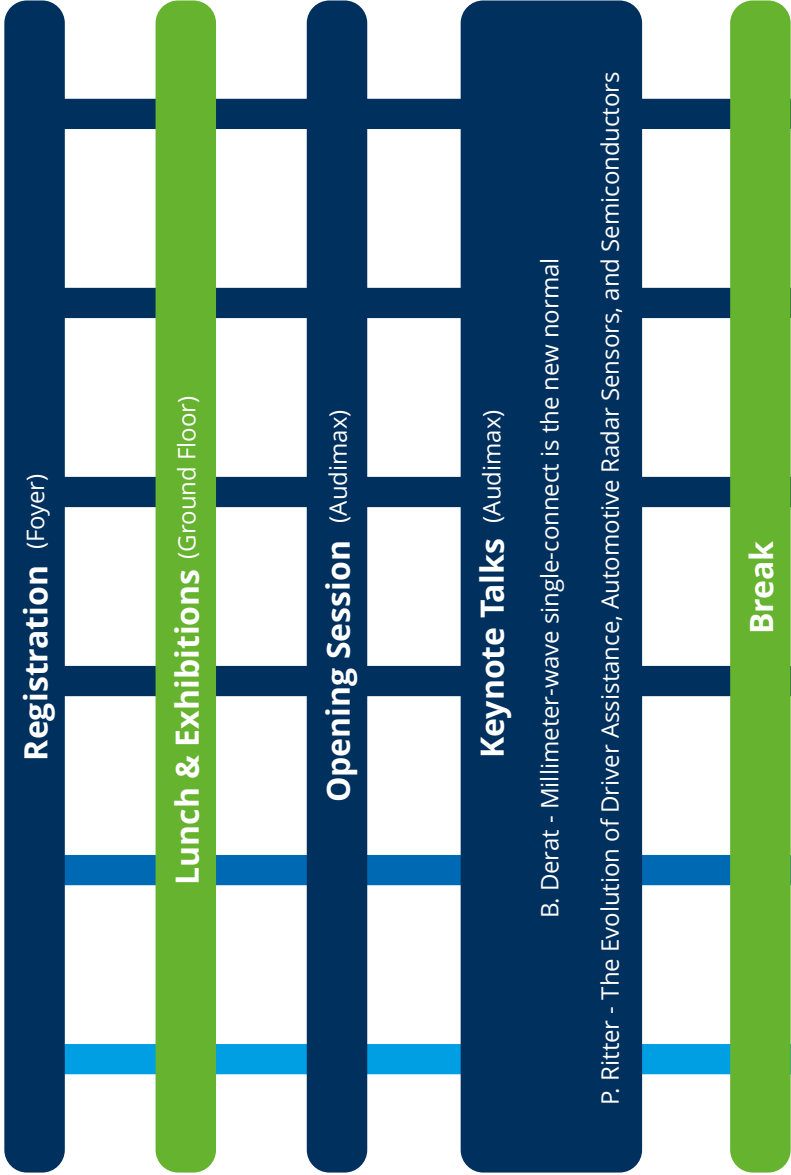 Registration (Foyer)
Lunch & Exhibitions (Ground Floor)
Opening Session (Audimax)
Keynote Talks (Audimax)
B. Derat - Millimeter-wave single-connect is the new normal
P. Ritter - The Evolution of Driver Assistance, Automotive Radar Sensors, and Semiconductors
Break